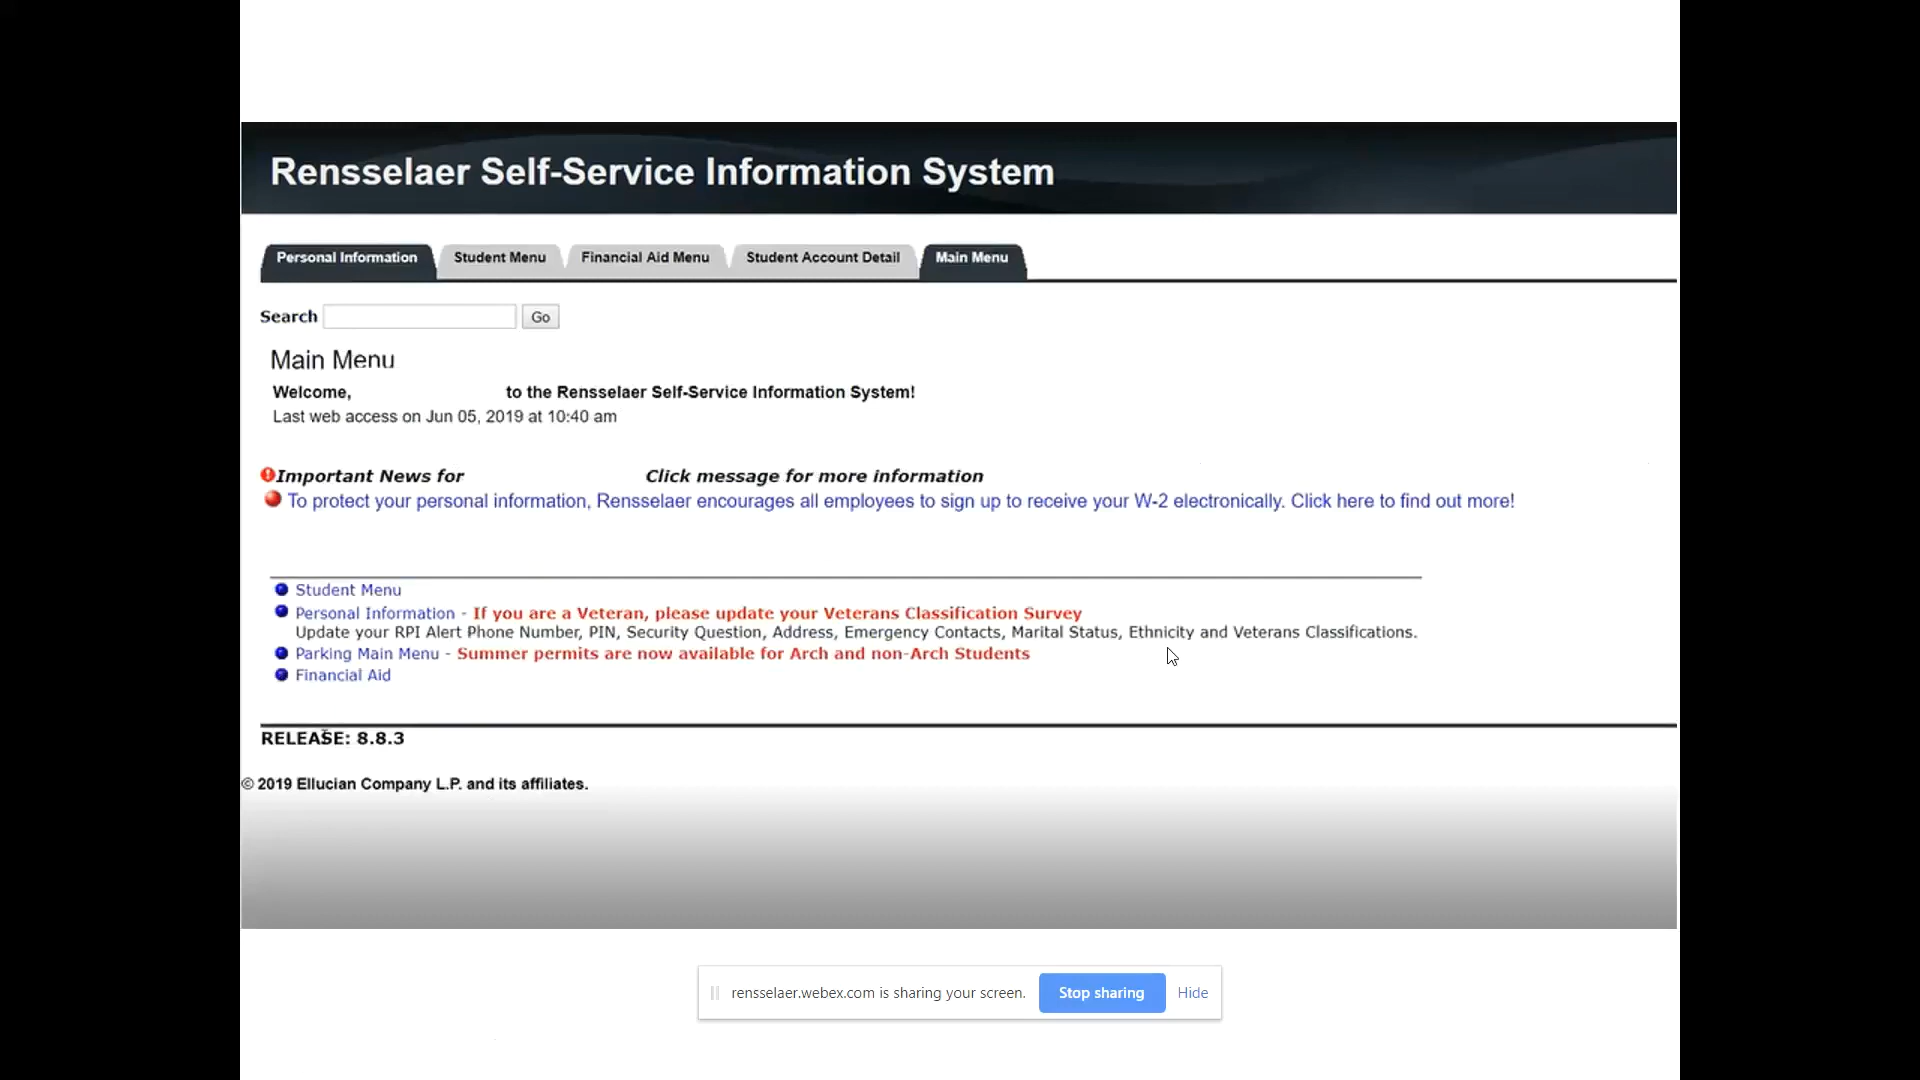 Rensselaer Self-Service Information System
Personal Information Student Menu Financial Aid Menu Student Account Detail Main Menu
Search Go
Main Menu
Welcome, to the Rensselaer Self-Service Information System!
Last web access on Jun 05, 2019 at 10:40 am
Important News for Click message for more information
To protect your personal information, Rensselaer encourages all employees to sign up to receive your W-2 electronically. Click here to find out more!
Student Menu
Personal Information - If you are a Veteran, please update your Veterans Classification Survey
Update your RPI Alert Phone Number, PIN, Security Question, Address, Emergency Contacts, Marital Status, Ethnicity and Veterans Classifications.
Parking Main Menu - Summer permits are now available for Arch and non-Arch Students
Financial Aid
RELEASE: 8.8.3
© 2019 Ellucian Company L.P. and its affiliates.
rensselaer.webex.com is sharing your screen. Stop sharing Hide